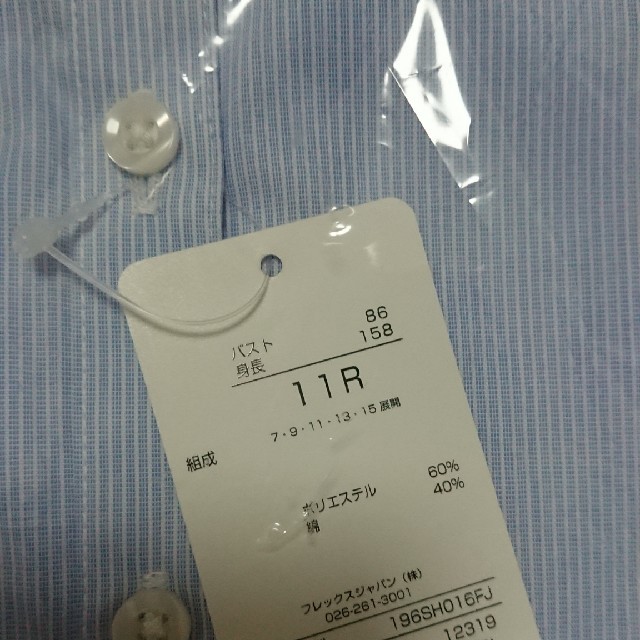 バスト 86
身長 158
11R
7・9・11・13・15 展開
組成
ポリエステル 60%
綿 40%
フレックスジャパン(株)
026-261-3001
196SH016FJ
12319